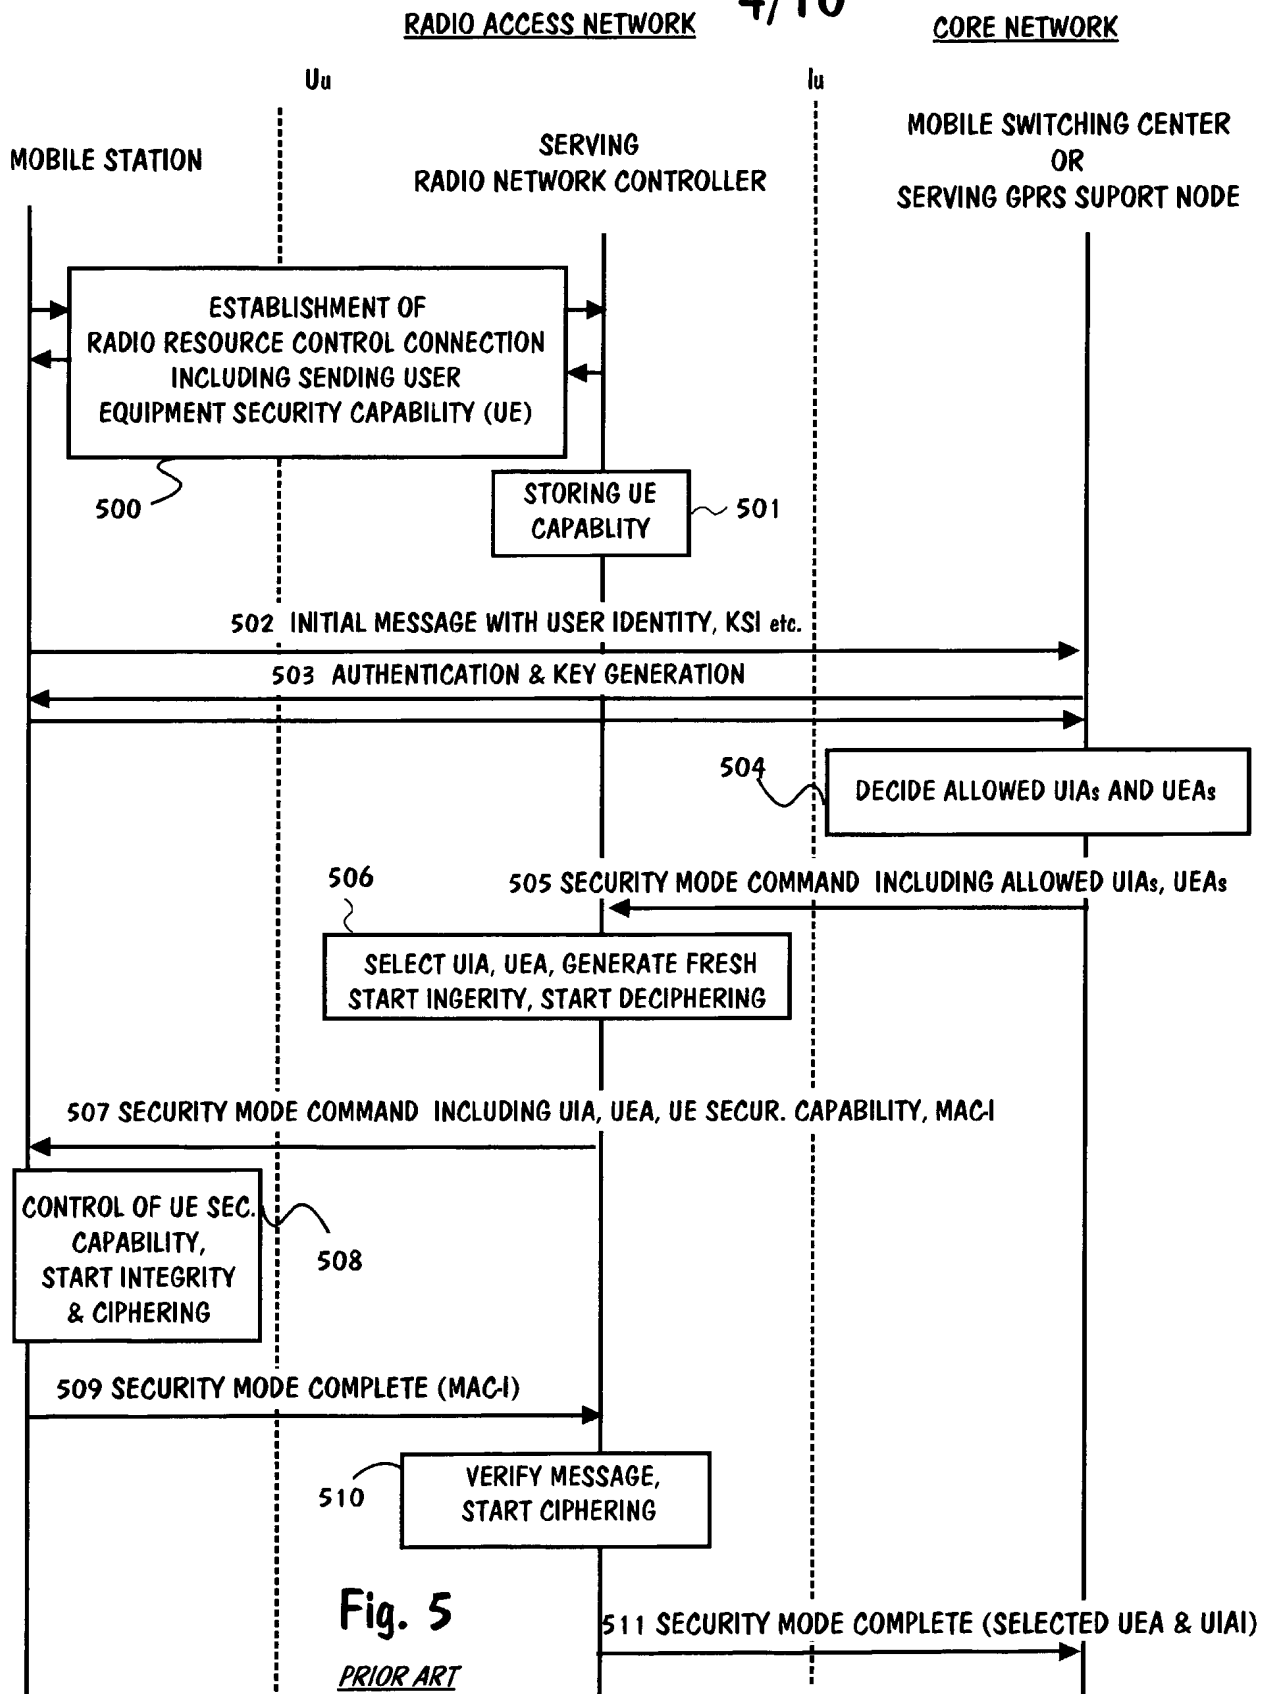 4/10
RADIO ACCESS NETWORK
CORE NETWORK
Uu
Iu
MOBILE STATION
SERVING
RADIO NETWORK CONTROLLER
MOBILE SWITCHING CENTER
OR
SERVING GPRS SUPORT NODE
ESTABLISHMENT OF
RADIO RESOURCE CONTROL CONNECTION
INCLUDING SENDING USER
EQUIPMENT SECURITY CAPABILITY (UE)
500
STORING UE
CAPABLITY
501
502 INITIAL MESSAGE WITH USER IDENTITY, KSI etc.
503 AUTHENTICATION & KEY GENERATION
504
DECIDE ALLOWED UIAs AND UEAs
505 SECURITY MODE COMMAND INCLUDING ALLOWED UIAs, UEAs
506
SELECT UIA, UEA, GENERATE FRESH
START INGERITY, START DECIPHERING
507 SECURITY MODE COMMAND INCLUDING UIA, UEA, UE SECUR. CAPABILITY, MAC-I
CONTROL OF UE SEC.
CAPABILITY,
START INTEGRITY
& CIPHERING
508
509 SECURITY MODE COMPLETE (MAC-I)
510
VERIFY MESSAGE,
START CIPHERING
511 SECURITY MODE COMPLETE (SELECTED UEA & UIAI)
Fig. 5
PRIOR ART